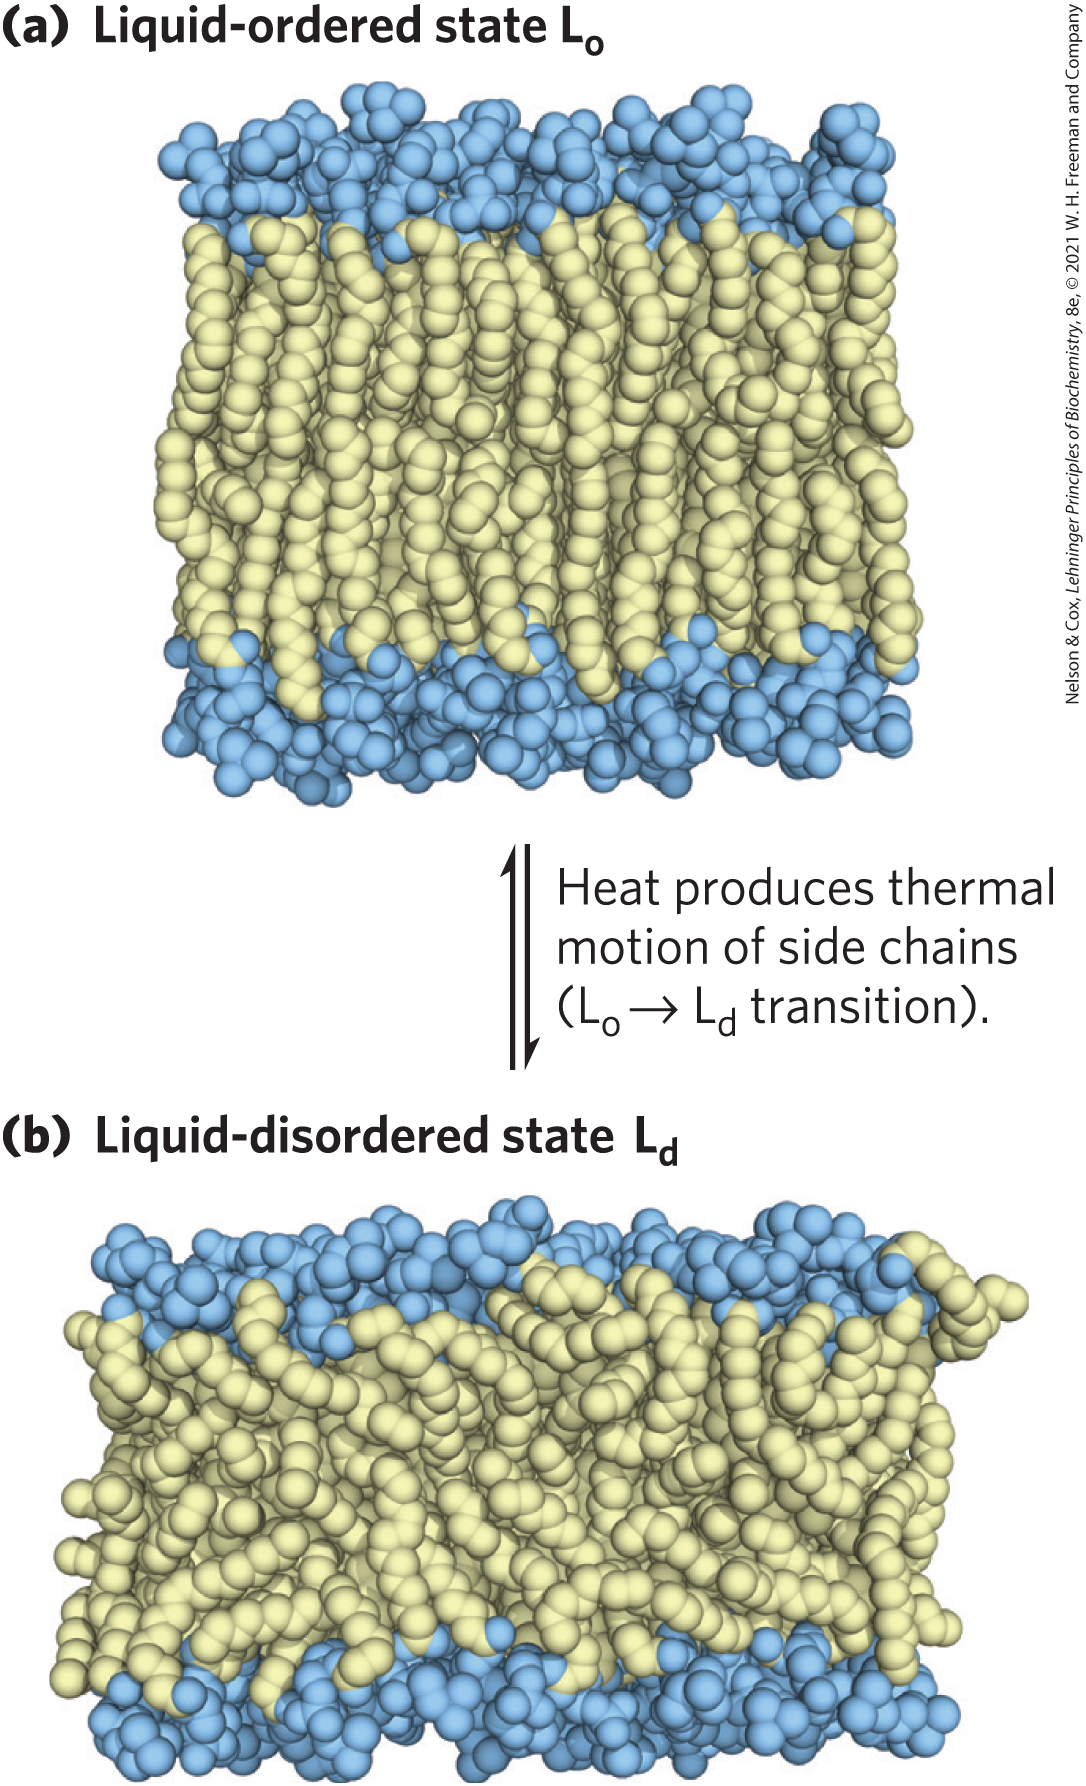 (a) Liquid-ordered state Lo
Nelson & Cox, Lehninger Principles of Biochemistry, 8e, © 2021 W. H. Freeman and Company
Heat produces thermal
motion of side chains
(Lo → Ld transition).
(b) Liquid-disordered state Ld